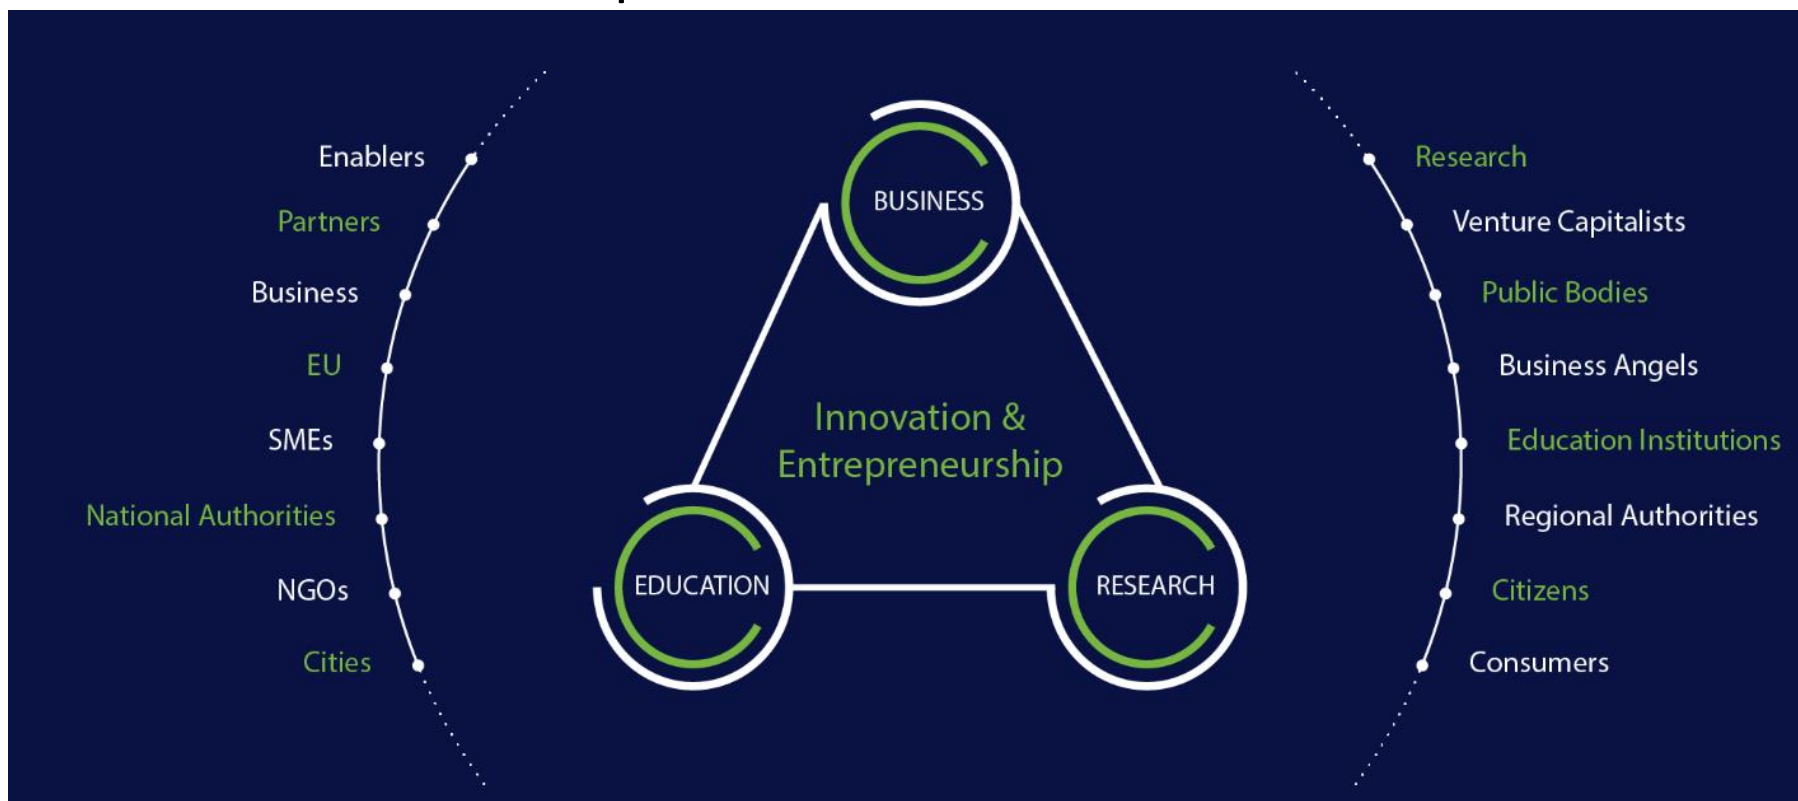 Enablers
Partners
Business
EU
SMEs
National Authorities
NGOs
Cities
BUSINESS
Innovation &
Entrepreneurship
EDUCATION
RESEARCH
Research
Venture Capitalists
Public Bodies
Business Angels
Education Institutions
Regional Authorities
Citizens
Consumers